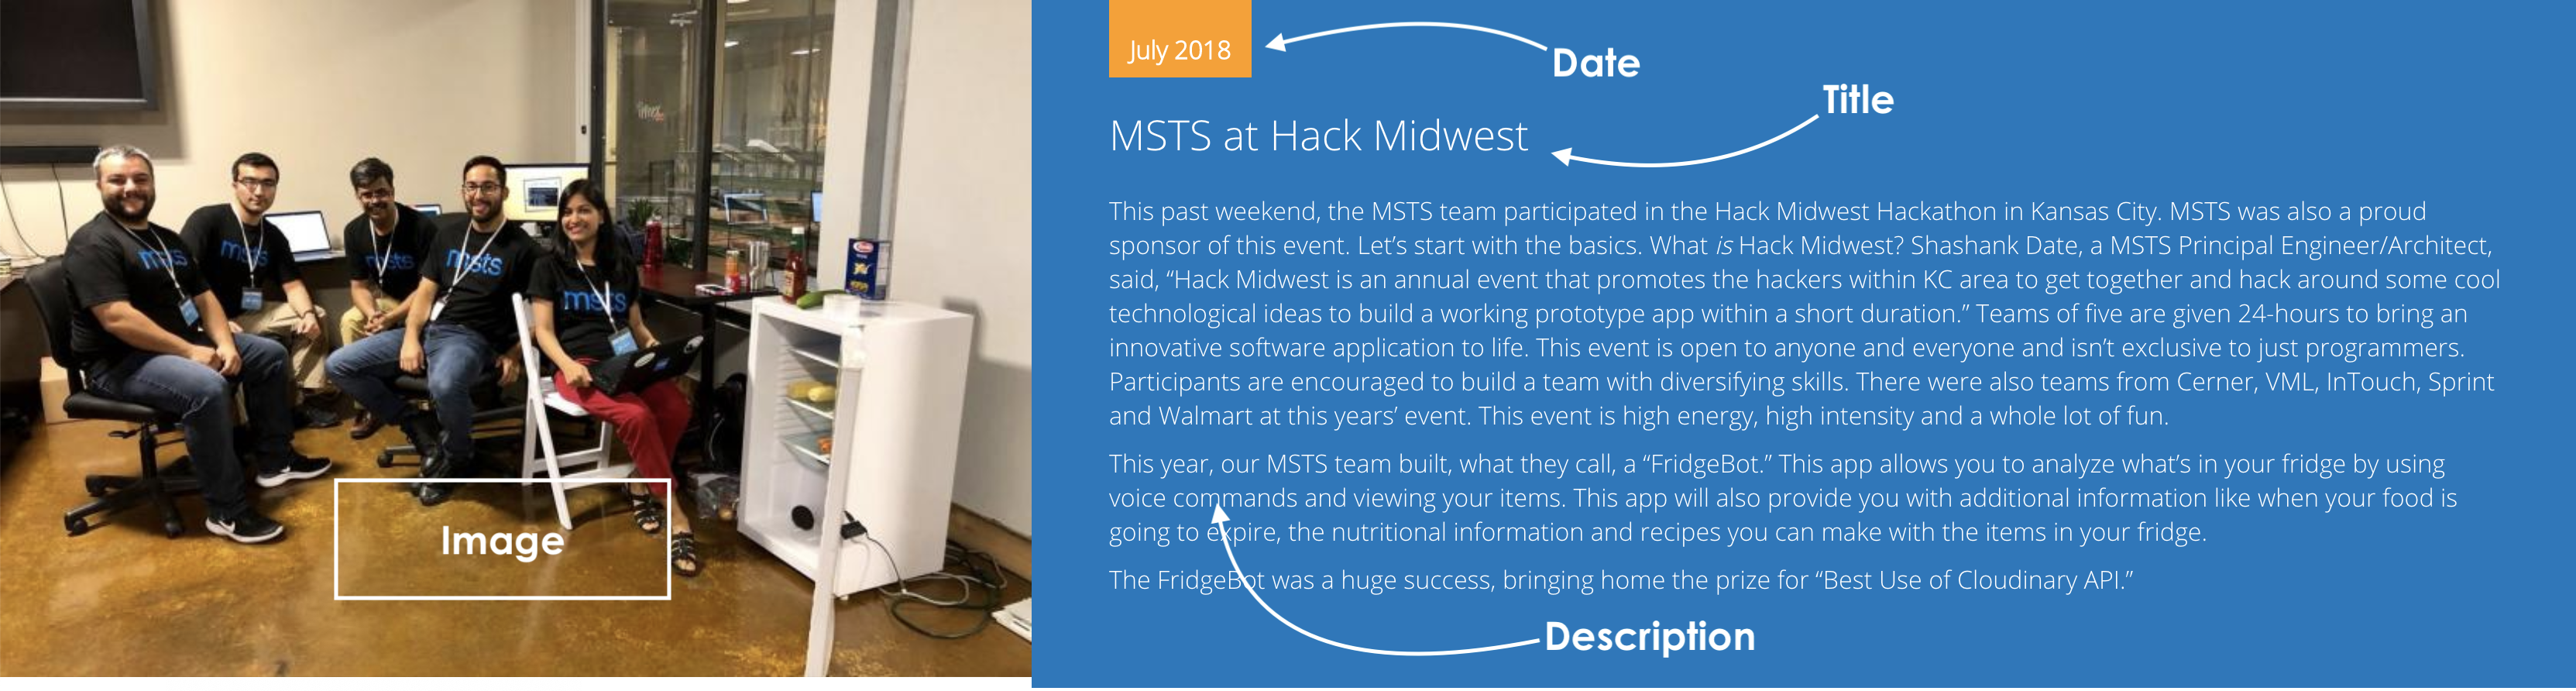 July 2018
Date
Title
MSTS at Hack Midwest
This past weekend, the MSTS team participated in the Hack Midwest Hackathon in Kansas City. MSTS was also a proud
sponsor of this event. Let’s start with the basics. What is Hack Midwest? Shashank Date, a MSTS Principal Engineer/Architect,
said, “Hack Midwest is an annual event that promotes the hackers within KC area to get together and hack around some cool
technological ideas to build a working prototype app within a short duration.” Teams of five are given 24-hours to bring an
innovative software application to life. This event is open to anyone and everyone and isn’t exclusive to just programmers.
Participants are encouraged to build a team with diversifying skills. There were also teams from Cerner, VML, InTouch, Sprint
and Walmart at this years’ event. This event is high energy, high intensity and a whole lot of fun.
This year, our MSTS team built, what they call, a “FridgeBot.” This app allows you to analyze what’s in your fridge by using
voice commands and viewing your items. This app will also provide you with additional information like when your food is
going to expire, the nutritional information and recipes you can make with the items in your fridge.
The FridgeBot was a huge success, bringing home the prize for “Best Use of Cloudinary API.”
Description
Image
msts
msts
msts
msts
msts